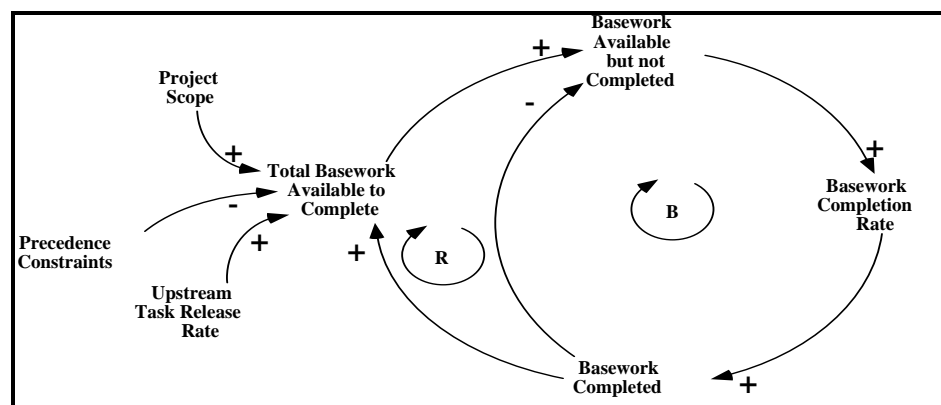 Basework
Available
but not
Completed
+
-
Project
Scope
+
Total Basework
Available to
Complete
-
+
Precedence
Constraints
Upstream
Task Release
Rate
+
R
B
+
Basework
Completion
Rate
Basework
Completed
+